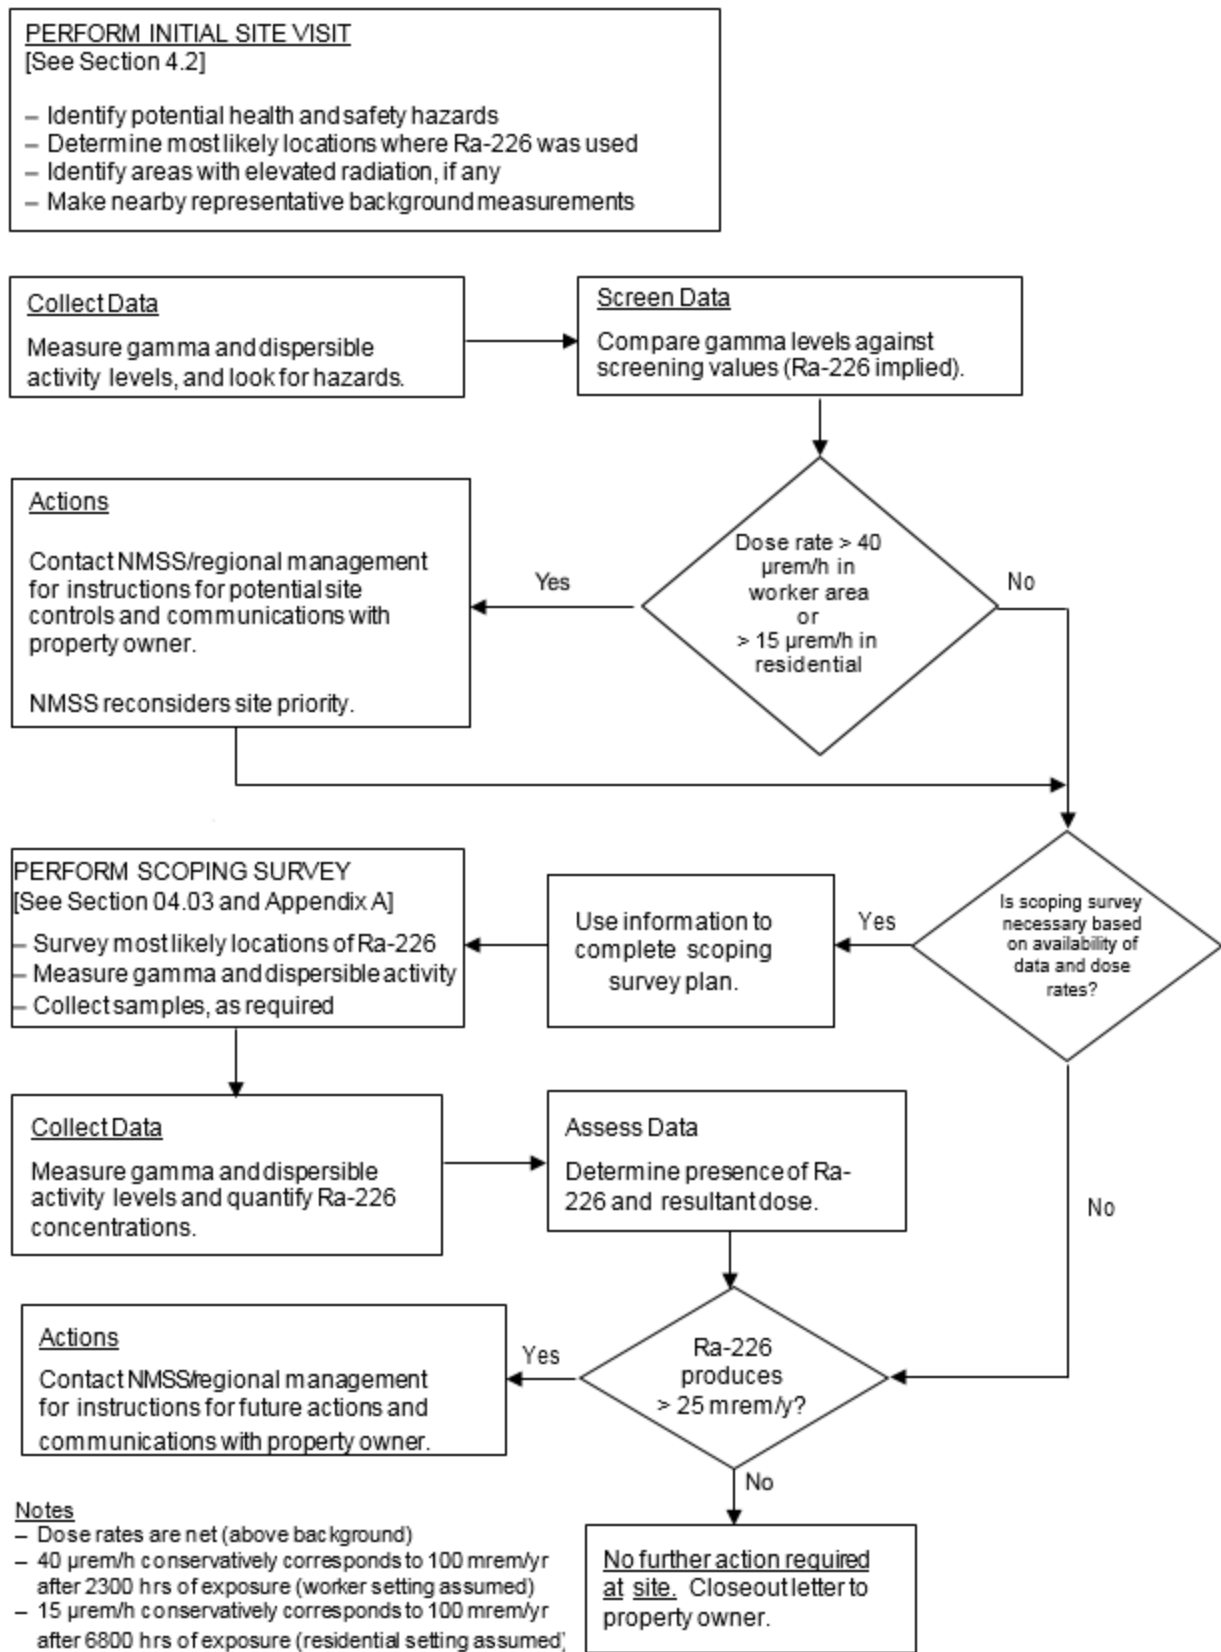 PERFORM INITIAL SITE VISIT
[See Section 4.2]
– Identify potential health and safety hazards
– Determine most likely locations where Ra-226 was used
– Identify areas with elevated radiation, if any
– Make nearby representative background measurements
Collect Data
Measure gamma and dispersible
activity levels, and look for hazards.
Screen Data
Compare gamma levels against
screening values (Ra-226 implied).
Actions
Contact NMSS/regional management
for instructions for potential site
controls and communications with
property owner.
NMSS reconsiders site priority.
Yes
Dose rate > 40
µrem/h in
worker area
or
> 15 µrem/h in
residential
No
PERFORM SCOPING SURVEY
[See Section 04.03 and Appendix A]
– Survey most likely locations of Ra-226
– Measure gamma and dispersible activity
– Collect samples, as required
Use information to
complete scoping
survey plan.
Yes
Is scoping survey
necessary based
on availability of
data and dose
rates?
No
Collect Data
Measure gamma and dispersible
activity levels and quantify Ra-226
concentrations.
Assess Data
Determine presence of Ra-
226 and resultant dose.
Actions
Contact NMSS/regional management
for instructions for future actions and
communications with property owner.
Yes
Ra-226
produces
> 25 mrem/y?
No
Notes
– Dose rates are net (above background)
– 40 µrem/h conservatively corresponds to 100 mrem/yr
after 2300 hrs of exposure (worker setting assumed)
– 15 µrem/h conservatively corresponds to 100 mrem/yr
after 6800 hrs of exposure (residential setting assumed)
No further action required
at site. Closeout letter to
property owner.